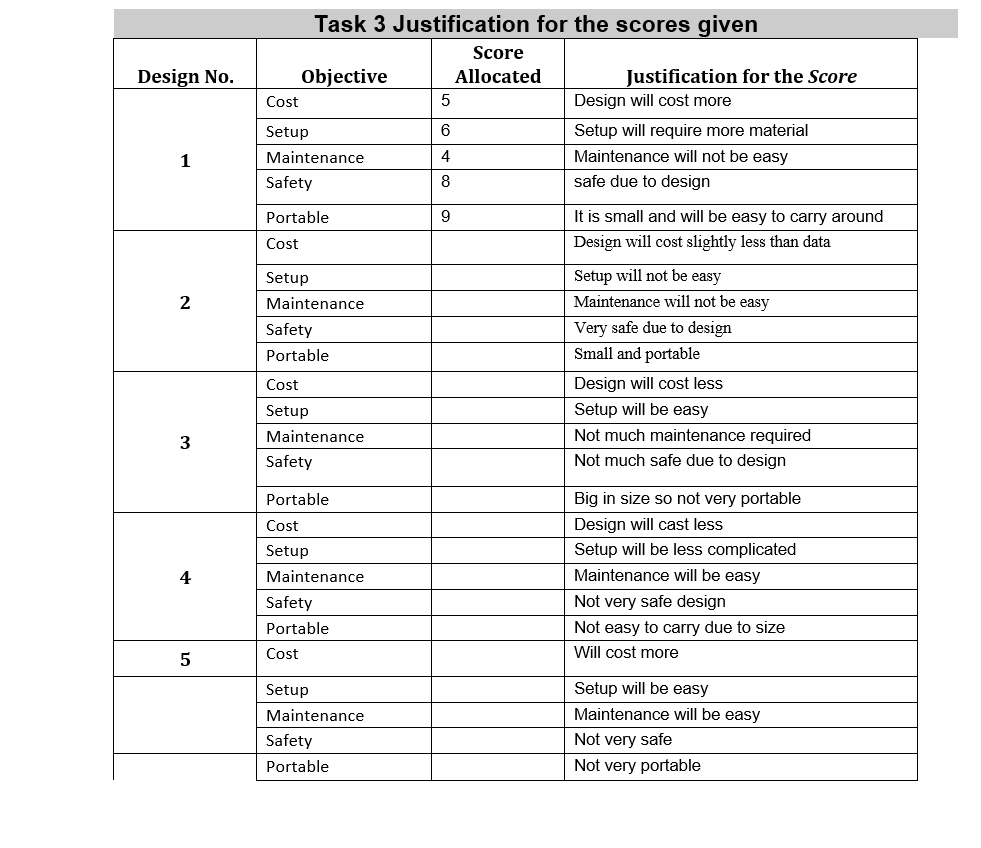 Task 3 Justification for the scores given
Design No. Objective Score Allocated Justification for the Score
1 Cost 5 Design will cost more
Setup 6 Setup will require more material
Maintenance 4 Maintenance will not be easy
Safety 8 safe due to design
Portable 9 It is small and will be easy to carry around
2 Cost Design will cost slightly less than data
Setup Setup will not be easy
Maintenance Maintenance will not be easy
Safety Very safe due to design
Portable Small and portable
3 Cost Design will cost less
Setup Setup will be easy
Maintenance Not much maintenance required
Safety Not much safe due to design
Portable Big in size so not very portable
4 Cost Design will cast less
Setup Setup will be less complicated
Maintenance Maintenance will be easy
Safety Not very safe design
Portable Not easy to carry due to size
5 Cost Will cost more
Setup Setup will be easy
Maintenance Maintenance will be easy
Safety Not very safe
Portable Not very portable